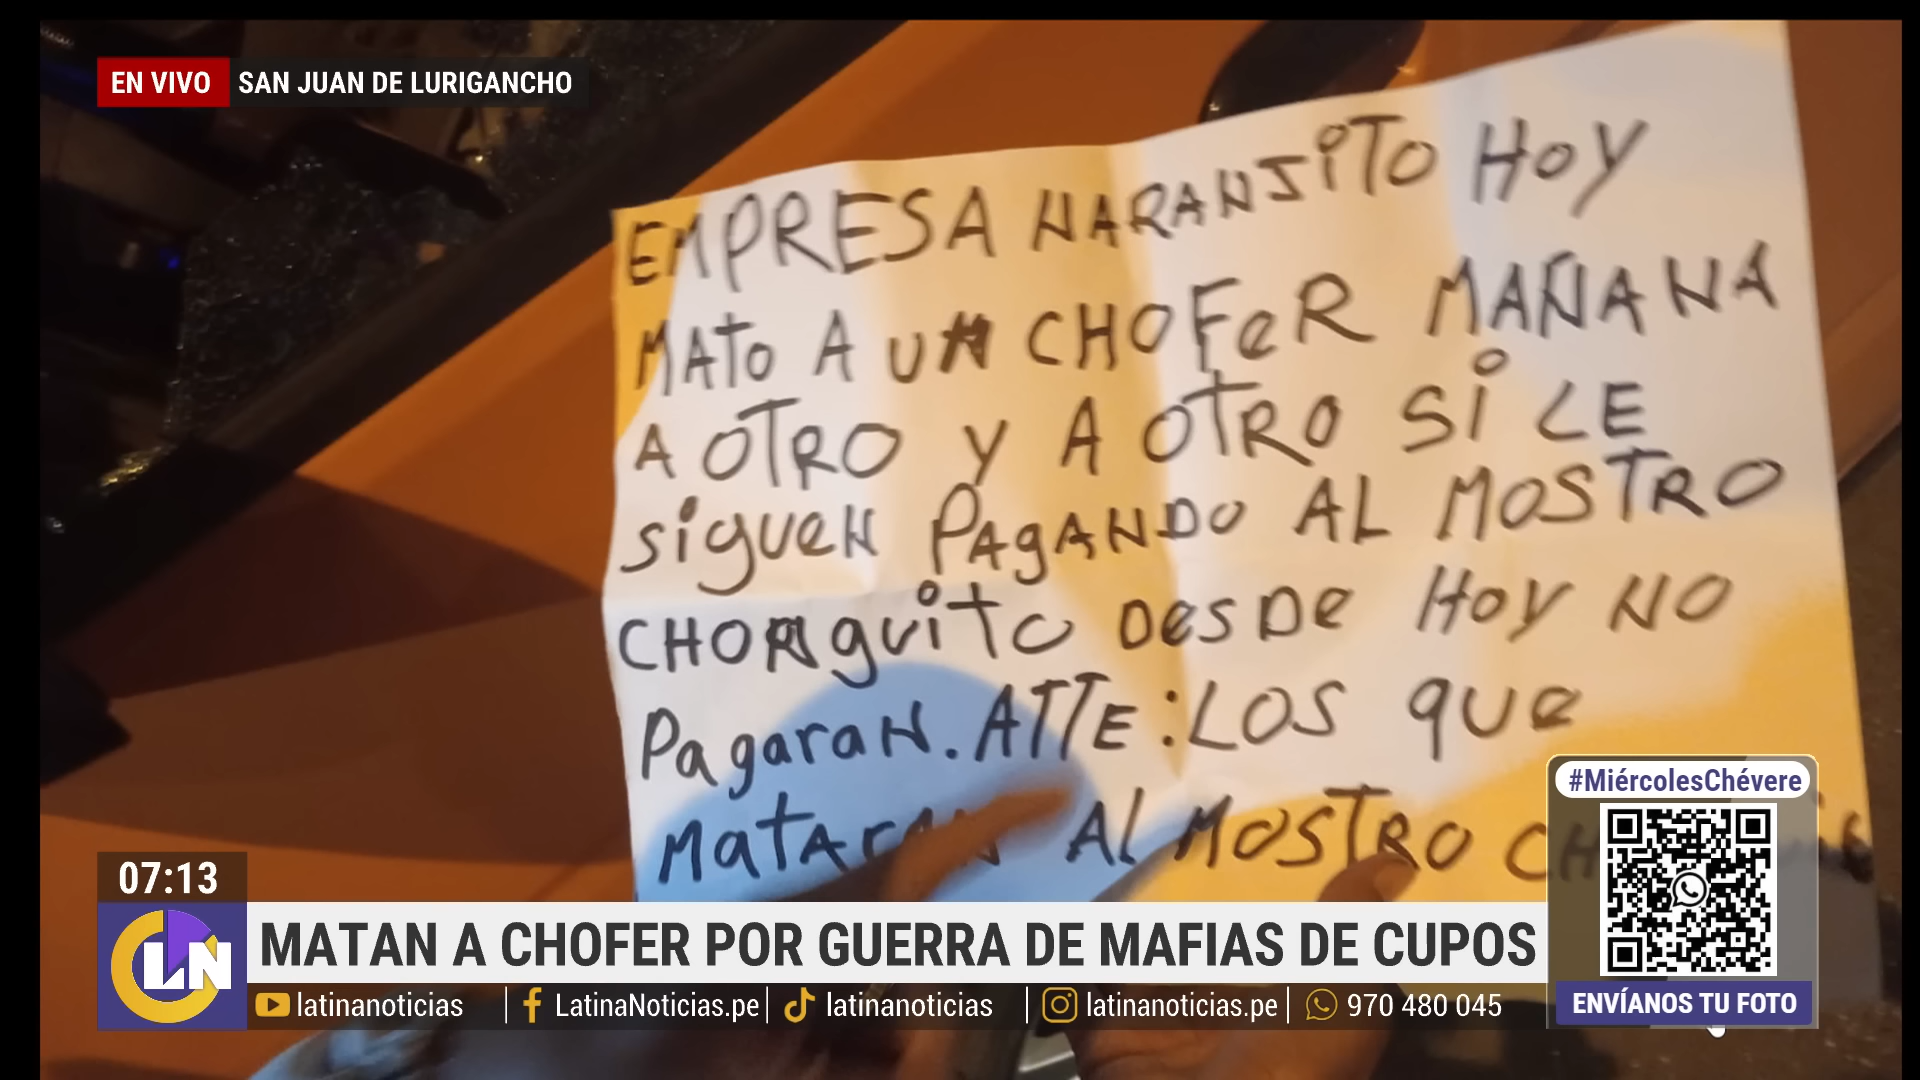 EN VIVO SAN JUAN DE LURIGANCHO
EMPRESA NARANJITO HOY
MATO A UN CHOFeR MAÑANA
A OTRO Y A OTRO Si LE
SigueN PAgANDO AL MOSTRO
CHORguito DesDe HOY NO
PagaraN. ATTE: LOS que
MatAraN Al MOSTRO
#MiércolesChévere
07:13
LN
MATAN A CHOFER POR GUERRA DE MAFIAS DE CUPOS
latinanoticias | LatinaNoticias.pe | latinanoticias | latinanoticias.pe | 970 480 045
ENVÍANOS TU FOTO